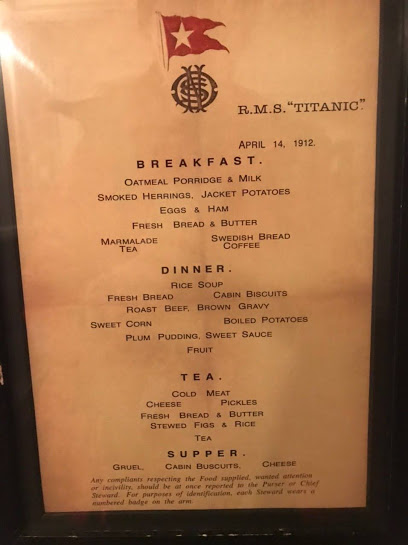 R.M.S. "TITANIC".
APRIL 14, 1912.
BREAKFAST.
OATMEAL PORRIDGE & MILK
SMOKED HERRINGS, JACKET POTATOES
EGGS & HAM
FRESH BREAD & BUTTER
MARMALADE SWEDISH BREAD
TEA COFFEE
DINNER.
RICE SOUP
FRESH BREAD CABIN BISCUITS
ROAST BEEF, BROWN GRAVY
SWEET CORN BOILED POTATOES
PLUM PUDDING, SWEET SAUCE
FRUIT
TEA.
COLD MEAT
CHEESE PICKLES
FRESH BREAD & BUTTER
STEWED FIGS & RICE
TEA
SUPPER.
GRUEL, CABIN BUSCUITS, CHEESE
Any compliants respecting the Food supplied, wanted attention
or incivility, should be at once reported to the Purser or Chief
Steward. For purposes of identification, each Steward wears a
numbered badge on the arm.